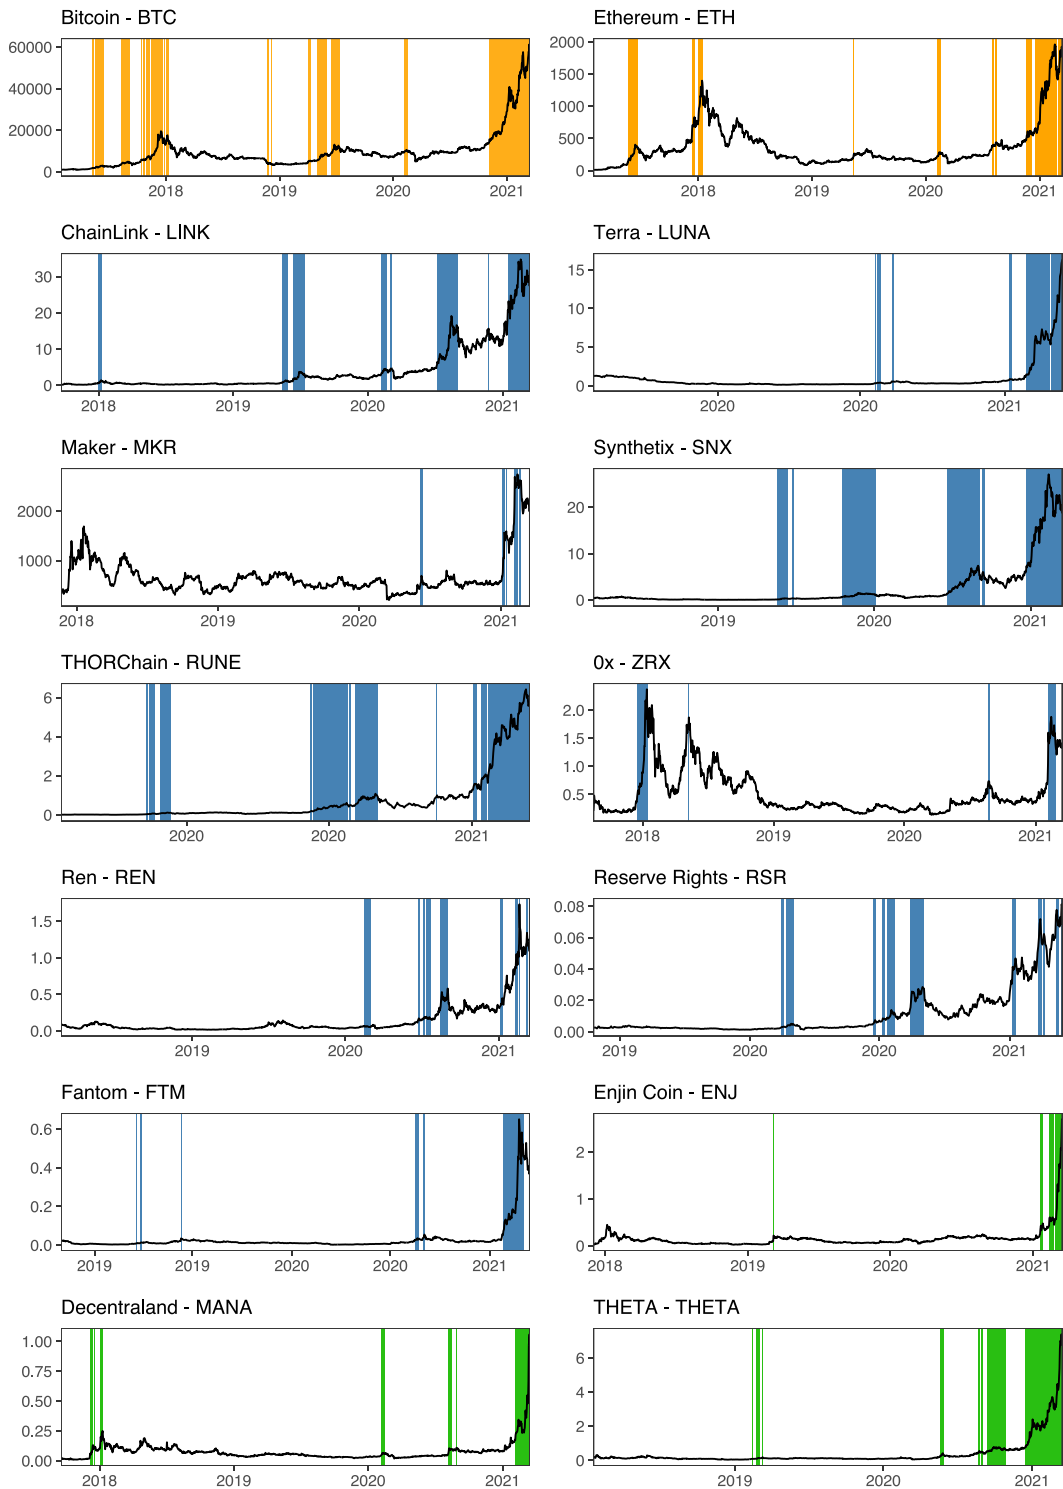 Bitcoin - BTC
60000
40000
20000
0
2018 2019 2020 2021
Ethereum - ETH
2000
1500
1000
500
0
2018 2019 2020 2021
ChainLink - LINK
30
20
10
0
2018 2019 2020 2021
Terra - LUNA
15
10
5
0
2020 2020 2021
Maker - MKR
2000
1000
2018 2019 2020 2021
Synthetix - SNX
20
10
0
2019 2020 2021
THORChain - RUNE
6
4
2
0
2020 2020 2021
0x - ZRX
2.0
1.5
1.0
0.5
2018 2019 2020 2021
Ren - REN
1.5
1.0
0.5
0.0
2019 2020 2021
Reserve Rights - RSR
0.08
0.06
0.04
0.02
0.00
2019 2020 2020 2021
Fantom - FTM
0.6
0.4
0.2
0.0
2019 2019 2020 2020 2021
Enjin Coin - ENJ
2
1
0
2018 2019 2020 2021
Decentraland - MANA
1.00
0.75
0.50
0.25
0.00
2018 2019 2020 2021
THETA - THETA
6
4
2
0
2019 2020 2021